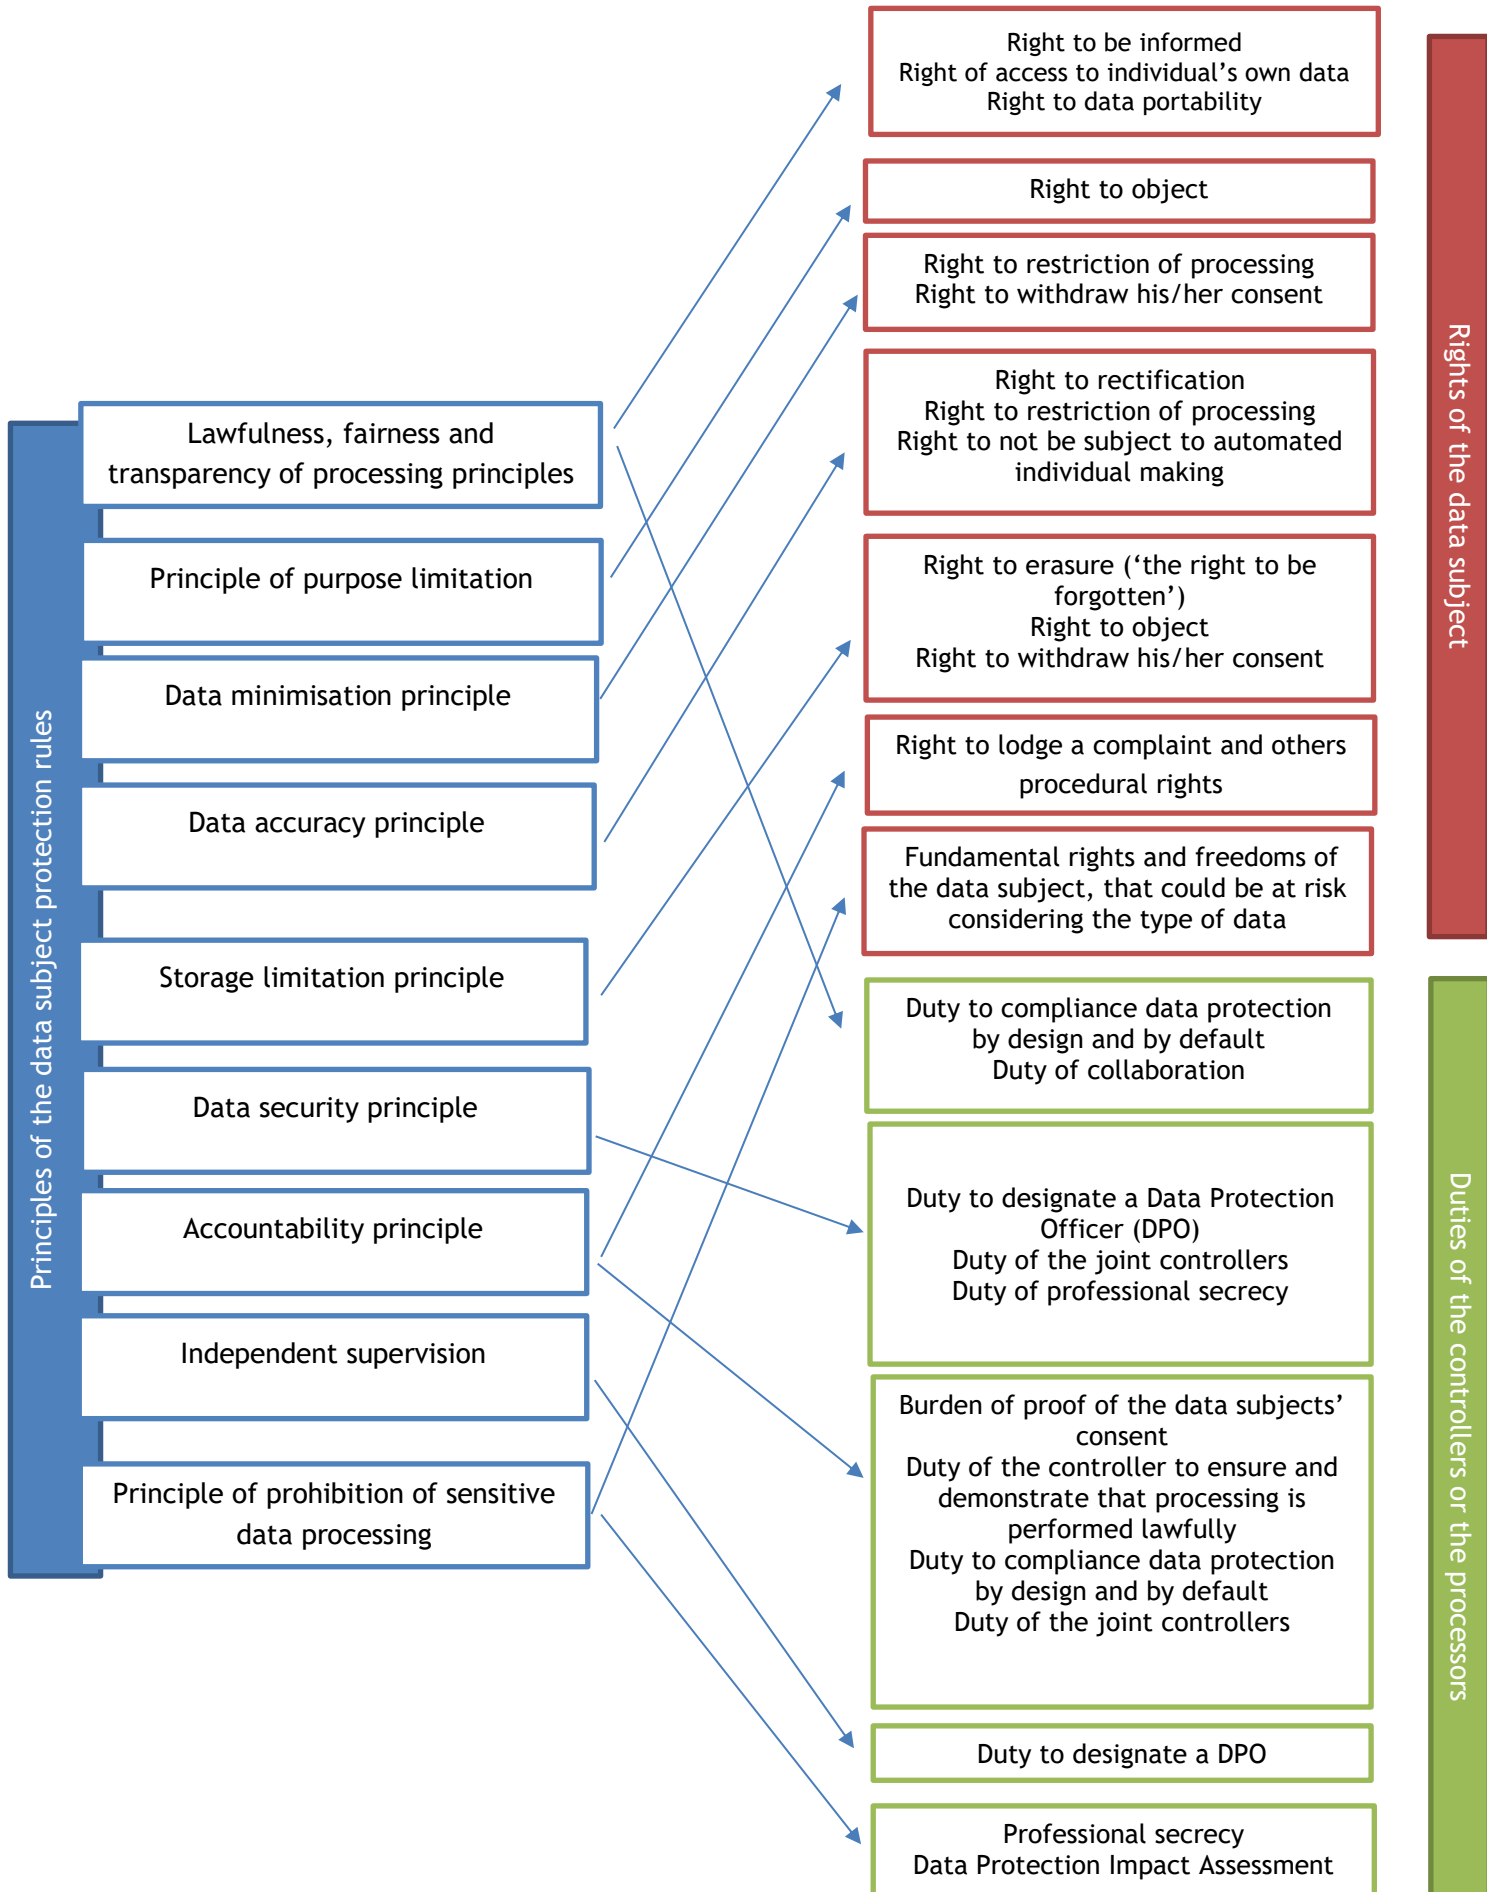 Principles of the data subject protection rules
Lawfulness, fairness and
transparency of processing principles
Principle of purpose limitation
Data minimisation principle
Data accuracy principle
Storage limitation principle
Data security principle
Accountability principle
Independent supervision
Principle of prohibition of sensitive
data processing
Right to be informed
Right of access to individual’s own data
Right to data portability
Right to object
Right to restriction of processing
Right to withdraw his/her consent
Right to rectification
Right to restriction of processing
Right to not be subject to automated
individual making
Right to erasure (‘the right to be
forgotten’)
Right to object
Right to withdraw his/her consent
Right to lodge a complaint and others
procedural rights
Fundamental rights and freedoms of
the data subject, that could be at risk
considering the type of data
Duty to compliance data protection
by design and by default
Duty of collaboration
Duty to designate a Data Protection
Officer (DPO)
Duty of the joint controllers
Duty of professional secrecy
Burden of proof of the data subjects’
consent
Duty of the controller to ensure and
demonstrate that processing is
performed lawfully
Duty to compliance data protection
by design and by default
Duty of the joint controllers
Duty to designate a DPO
Professional secrecy
Data Protection Impact Assessment
Rights of the data subject
Duties of the controllers or the processors